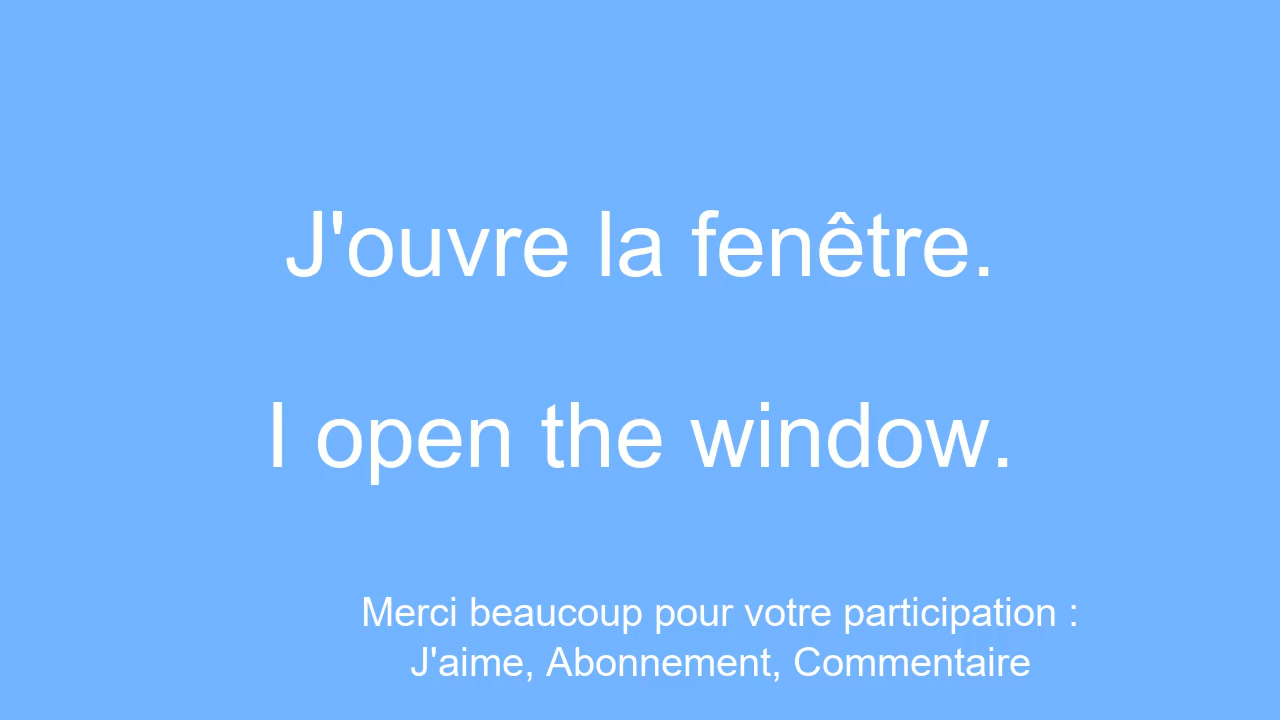 J'ouvre la fenêtre.
I open the window.
Merci beaucoup pour votre participation :
J'aime, Abonnement, Commentaire